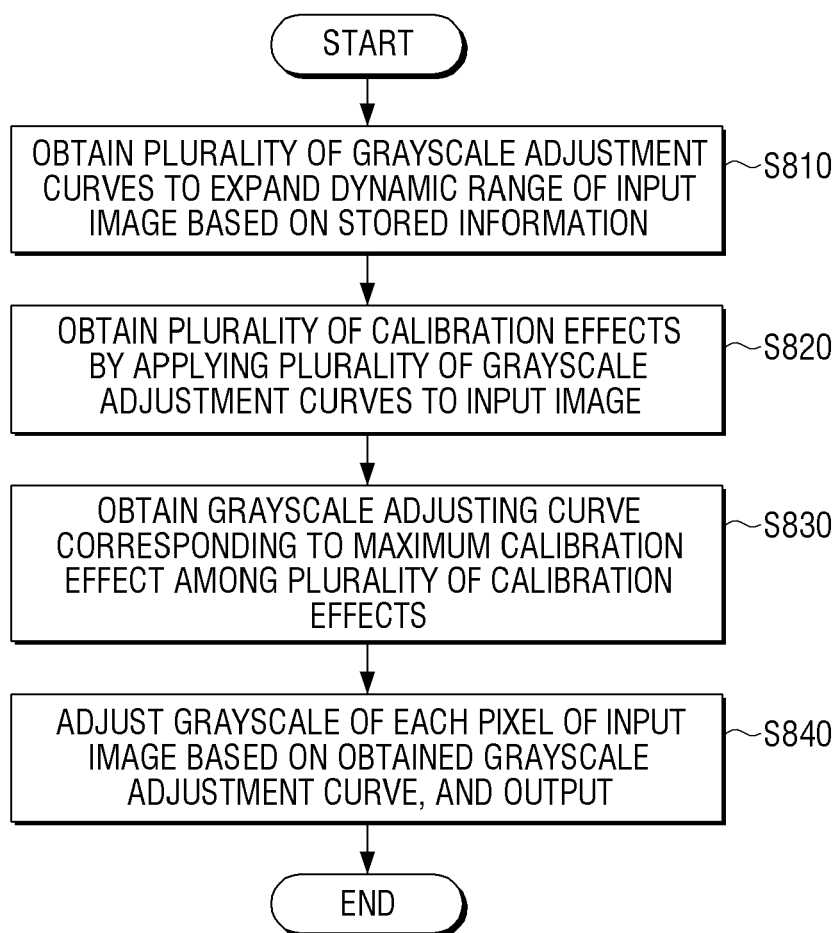 START
OBTAIN PLURALITY OF GRAYSCALE ADJUSTMENT
CURVES TO EXPAND DYNAMIC RANGE OF INPUT
IMAGE BASED ON STORED INFORMATION
S810
OBTAIN PLURALITY OF CALIBRATION EFFECTS
BY APPLYING PLURALITY OF GRAYSCALE
ADJUSTMENT CURVES TO INPUT IMAGE
S820
OBTAIN GRAYSCALE ADJUSTING CURVE
CORRESPONDING TO MAXIMUM CALIBRATION
EFFECT AMONG PLURALITY OF CALIBRATION
EFFECTS
S830
ADJUST GRAYSCALE OF EACH PIXEL OF INPUT
IMAGE BASED ON OBTAINED GRAYSCALE
ADJUSTMENT CURVE, AND OUTPUT
S840
END